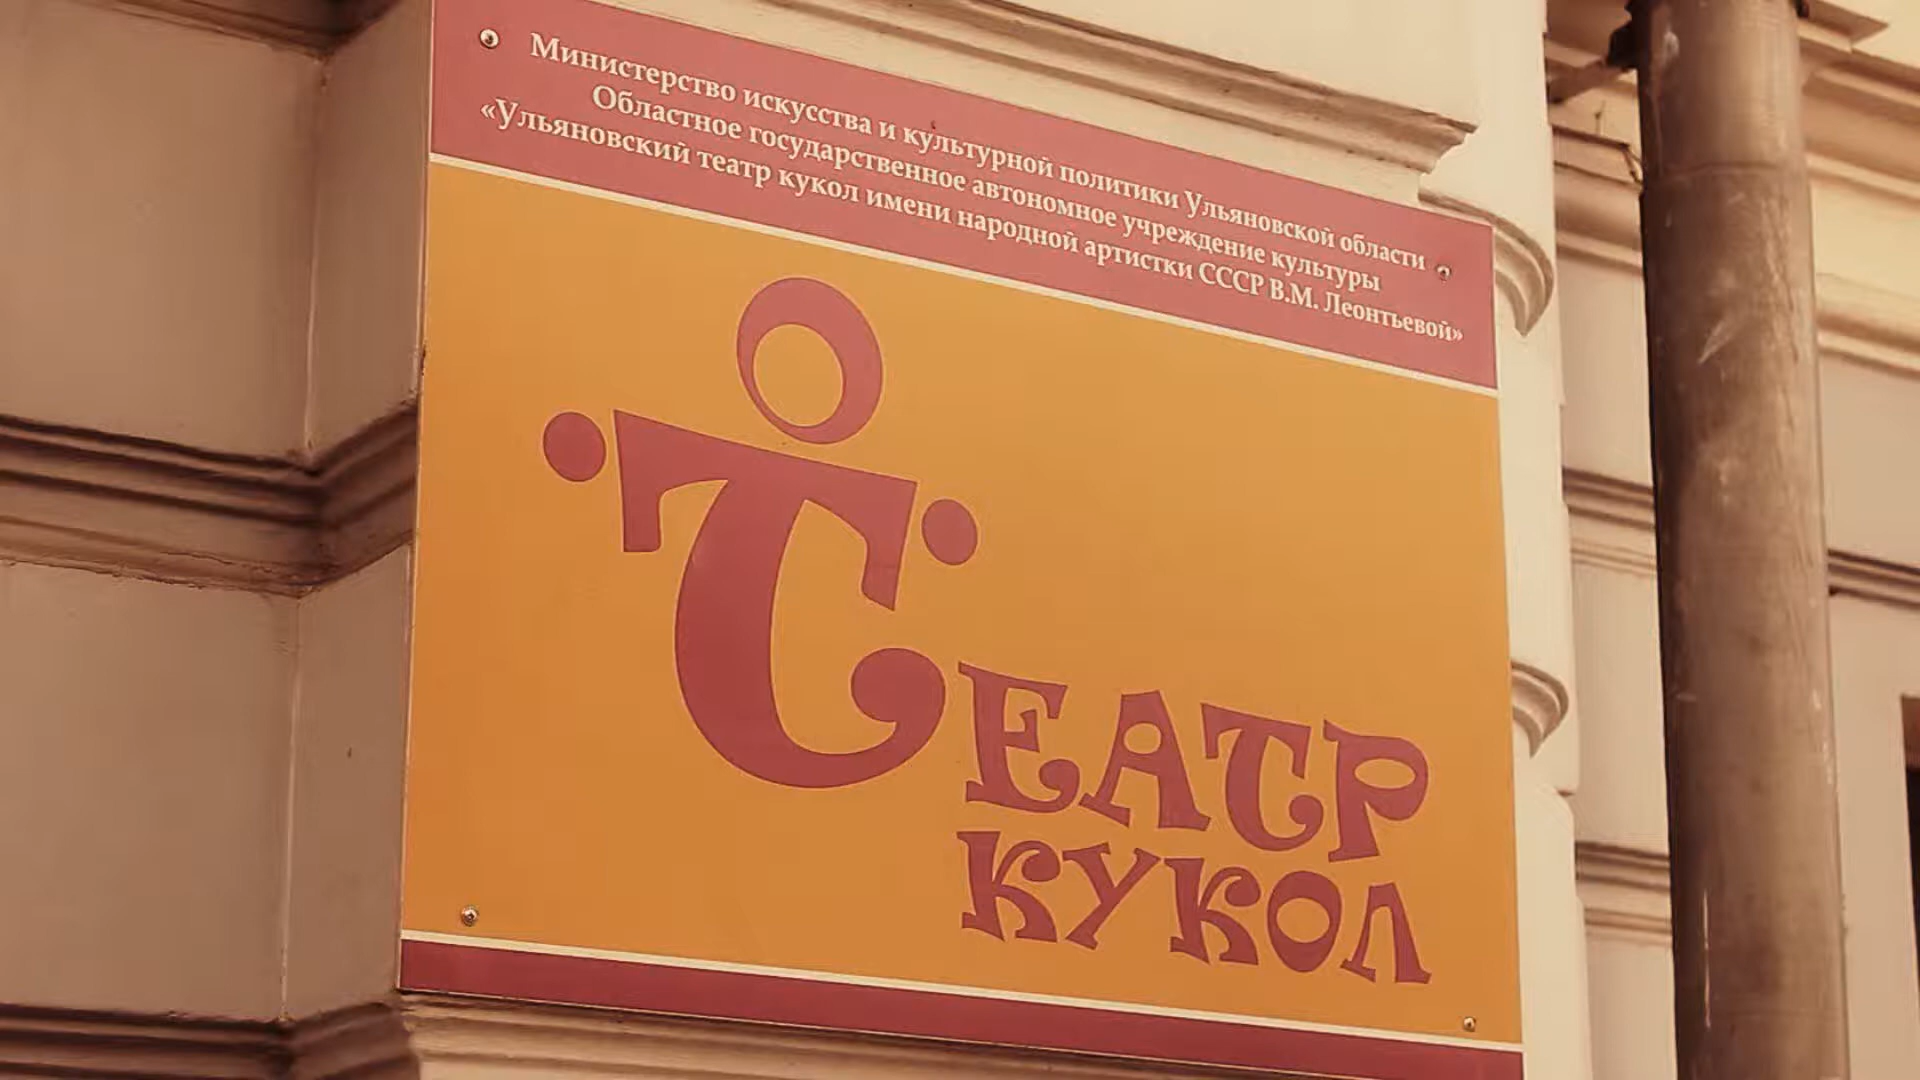 Министерство искусства и культурной политики Ульяновской области
Областное государственное автономное учреждение культуры
«Ульяновский театр кукол имени народной артистки СССР В.М. Леонтьевой»
ТЕАТР
КУКОЛ